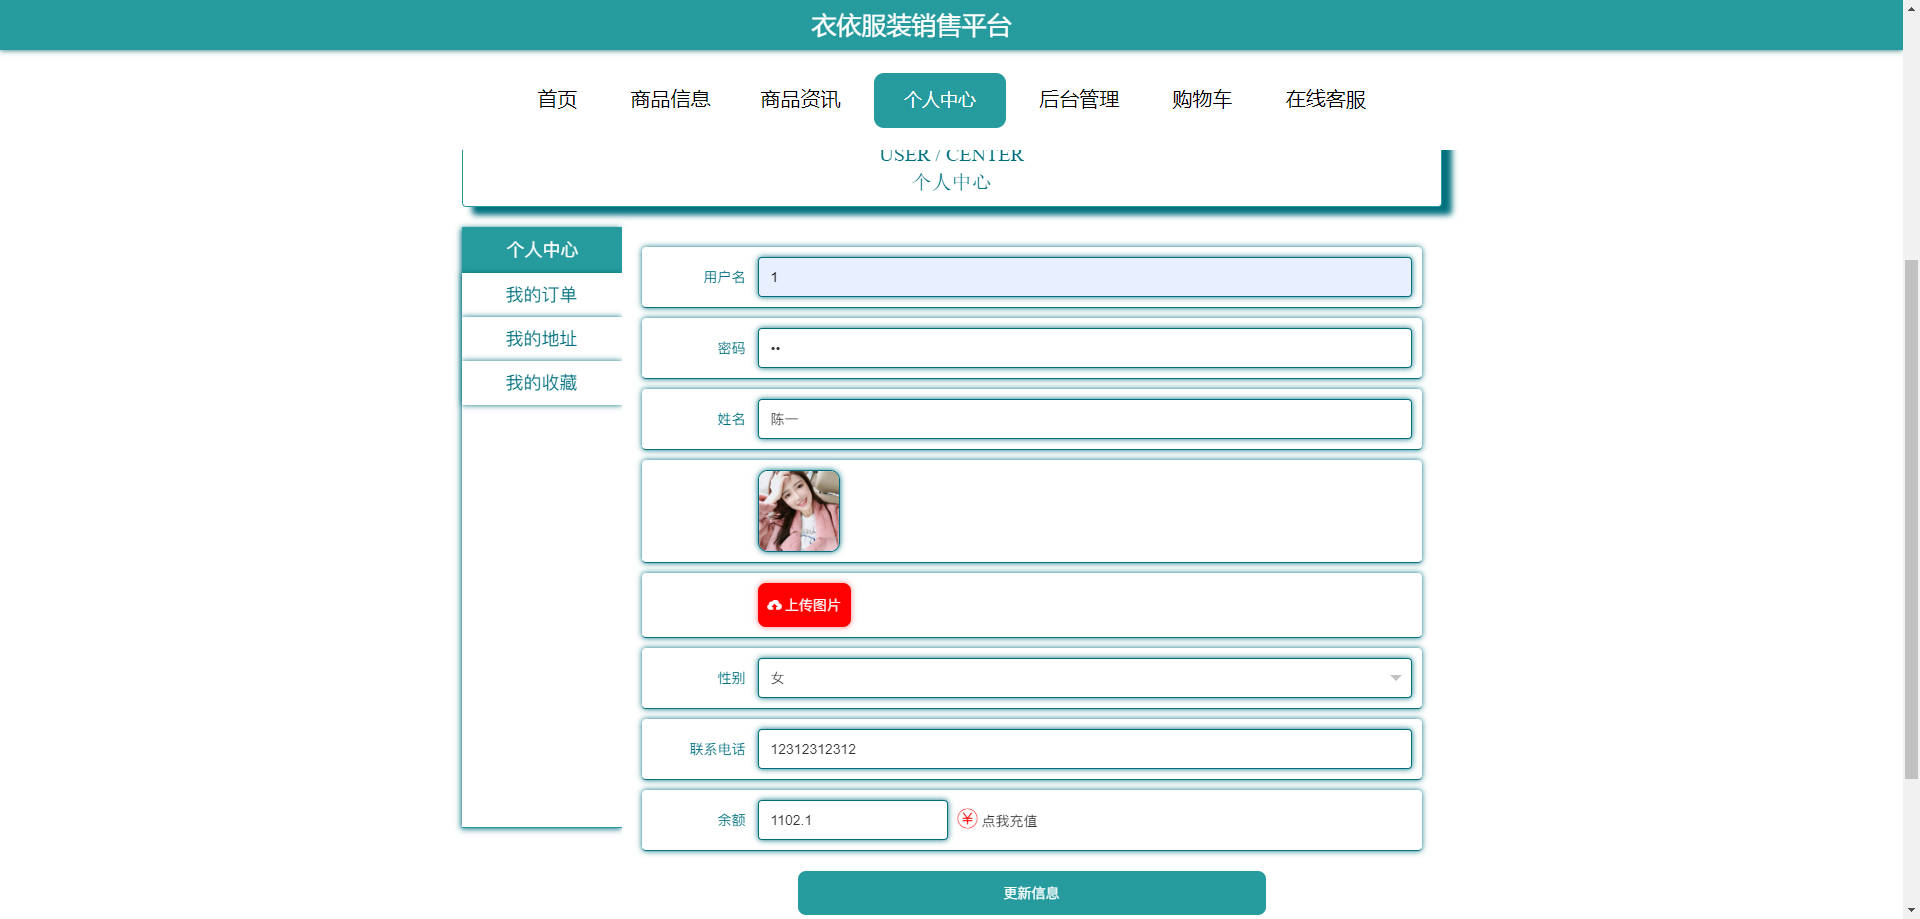 衣依服装销售平台
首页 商品信息 商品资讯 个人中心 后台管理 购物车 在线客服
USER / CENTER
个人中心
个人中心
我的订单
我的地址
我的收藏
用户名 1
密码 ••
姓名 陈一
上传图片
性别 女
联系电话 12312312312
余额 1102.1 点我充值
更新信息